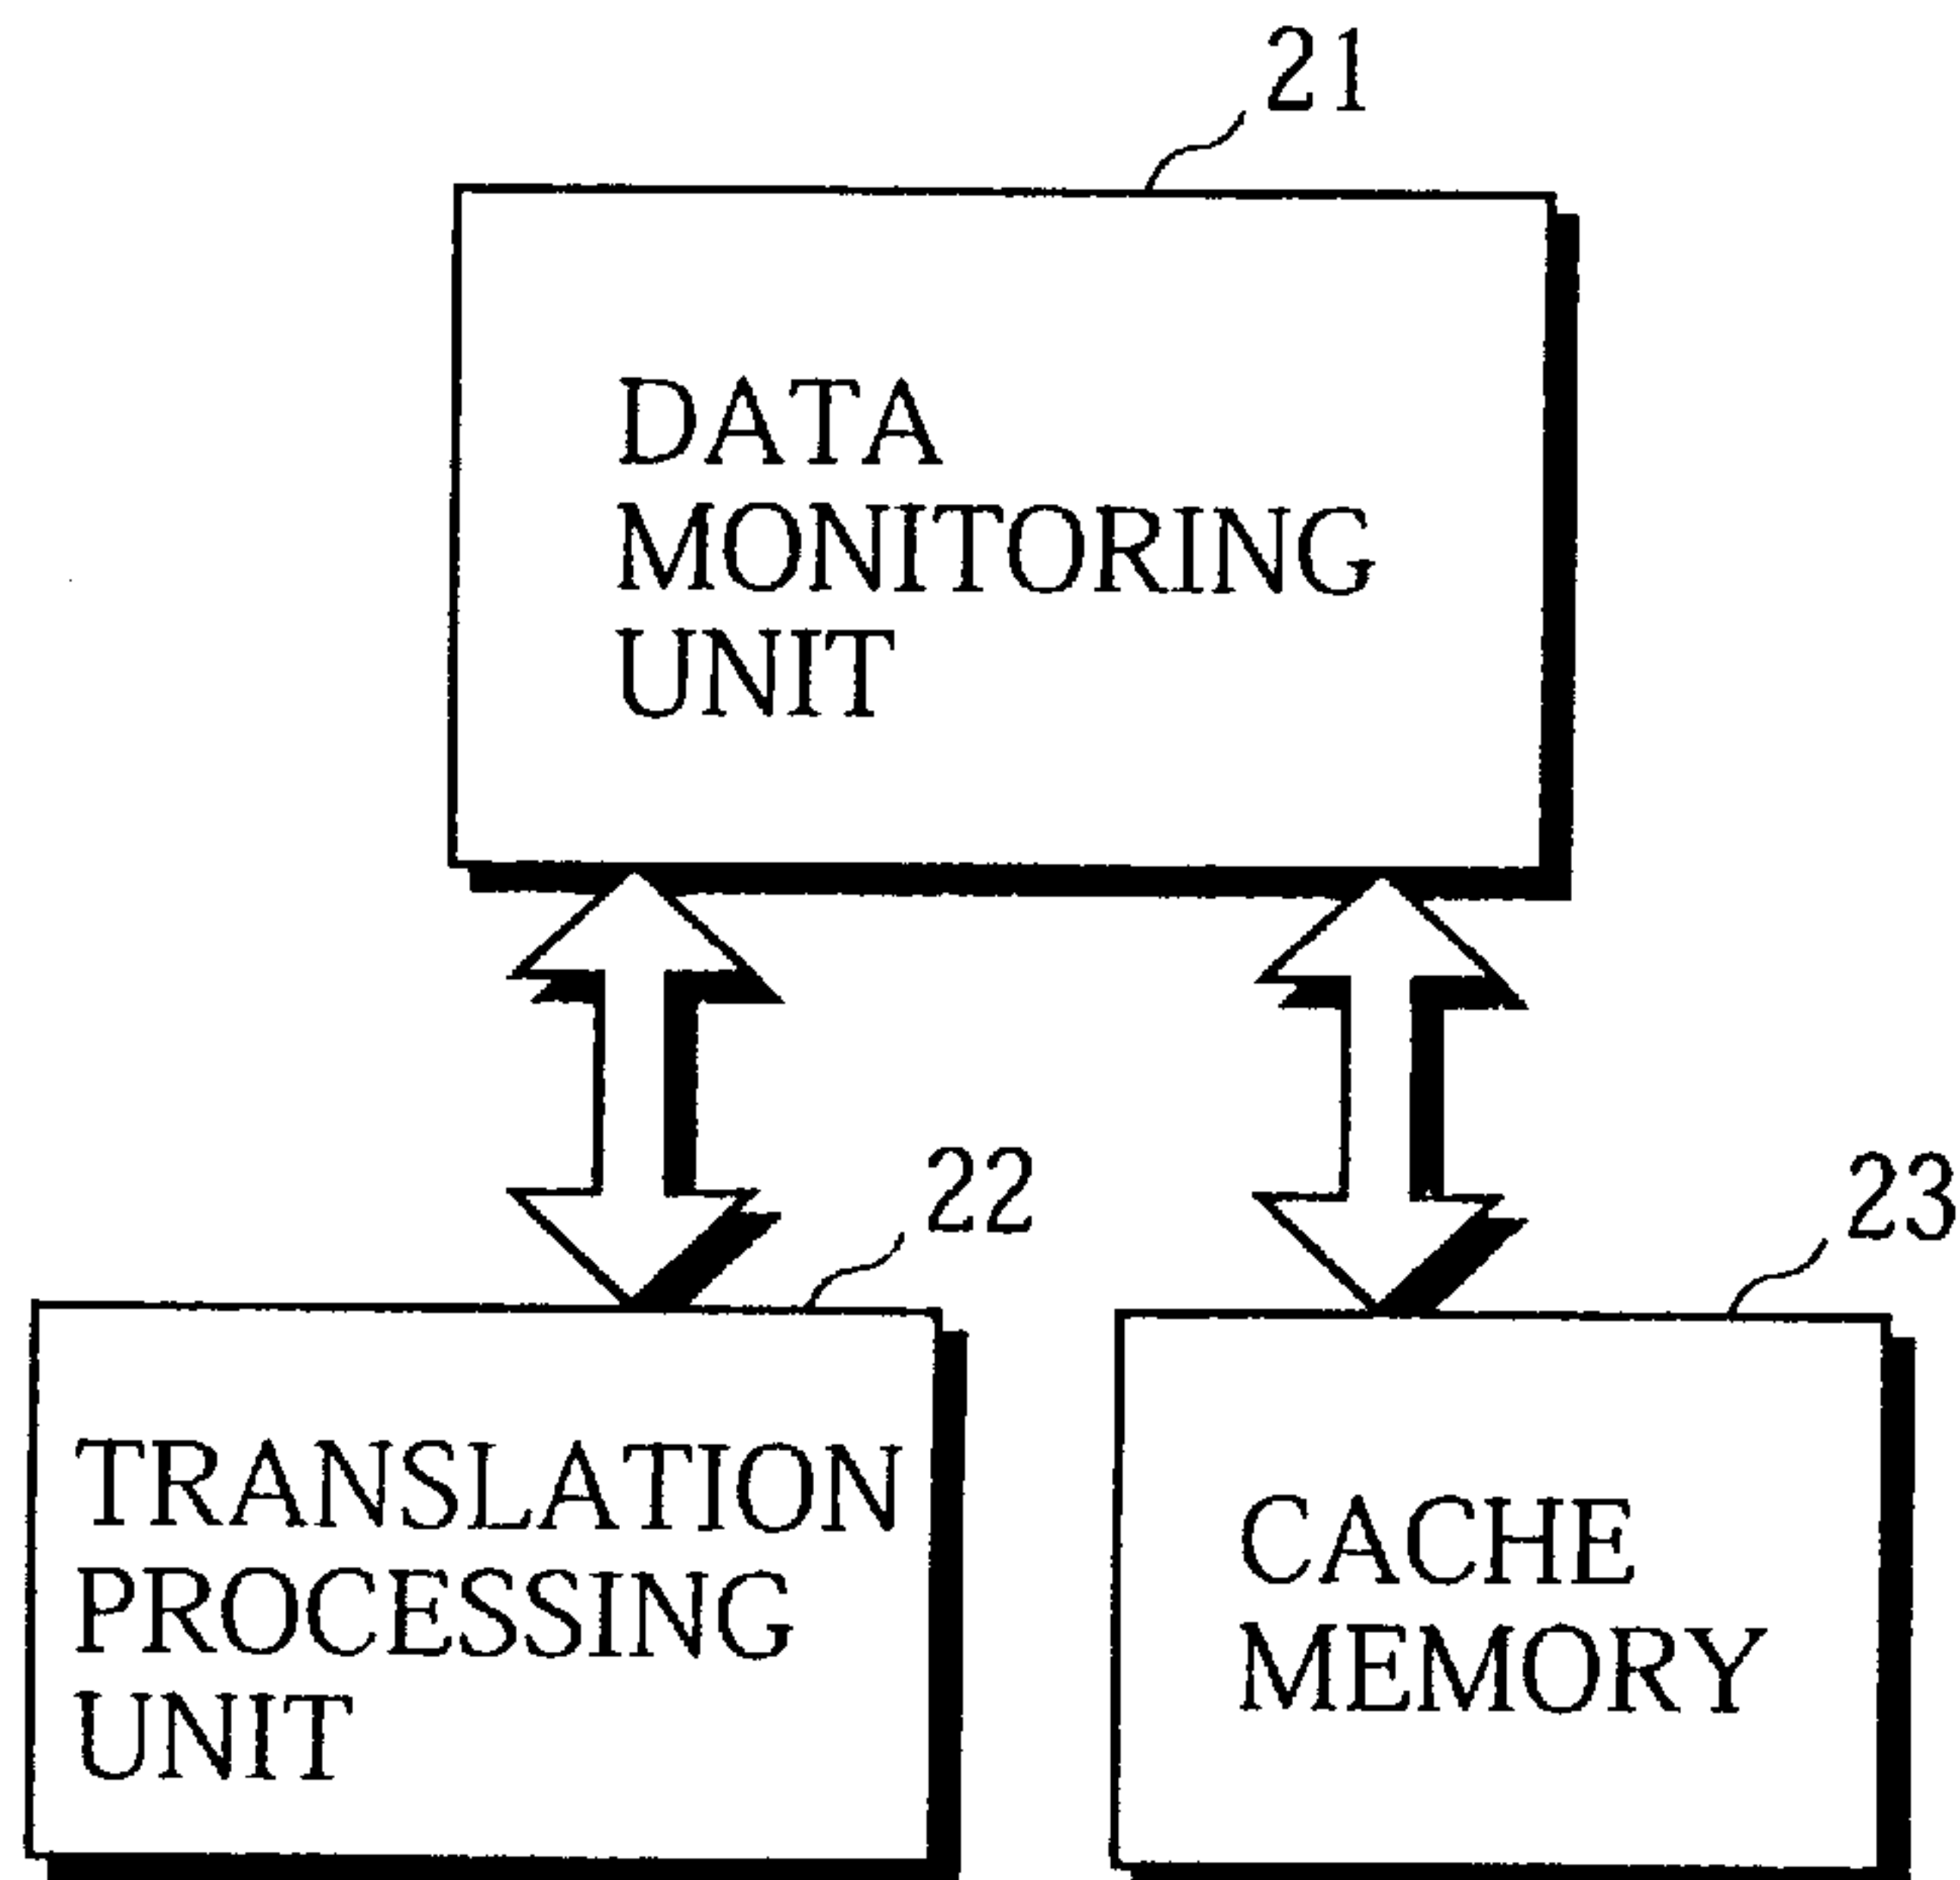 21
DATA
MONITORING
UNIT
22
23
TRANSLATION
PROCESSING
UNIT
CACHE
MEMORY